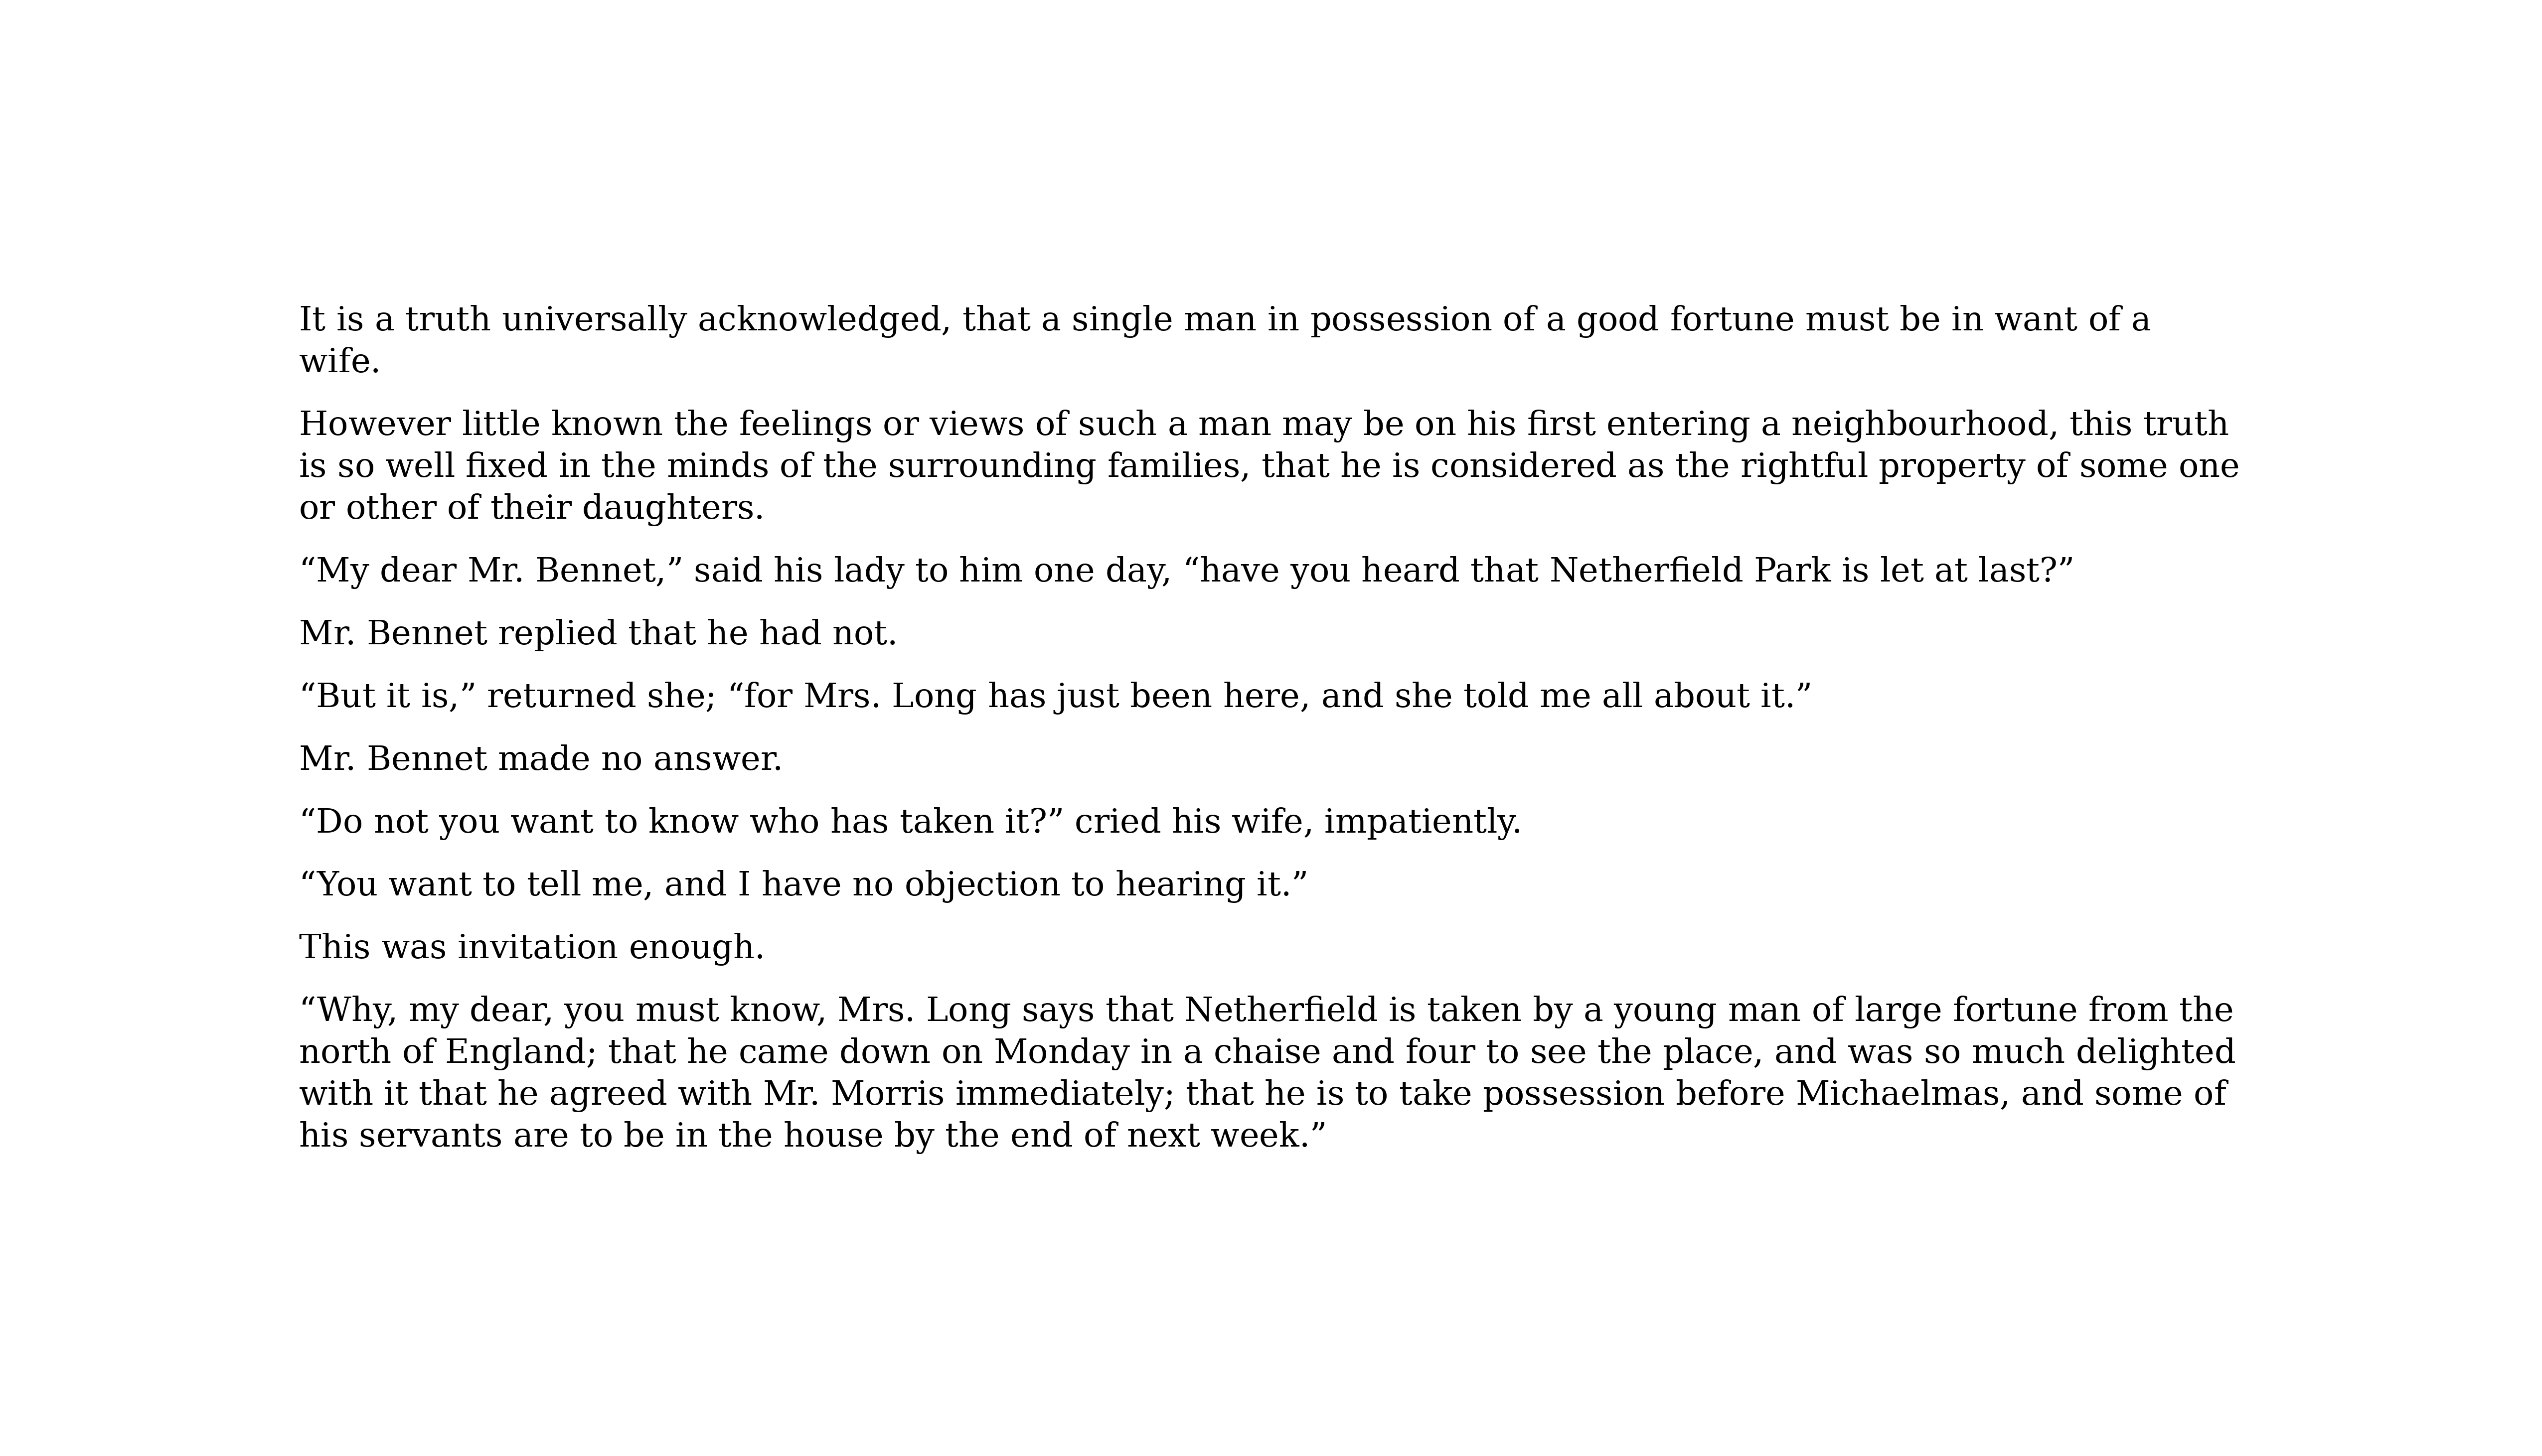 It is a truth universally acknowledged, that a single man in possession of a good fortune must be in want of a
wife.
However little known the feelings or views of such a man may be on his first entering a neighbourhood, this truth
is so well fixed in the minds of the surrounding families, that he is considered as the rightful property of some one
or other of their daughters.
“My dear Mr. Bennet,” said his lady to him one day, “have you heard that Netherfield Park is let at last?”
Mr. Bennet replied that he had not.
“But it is,” returned she; “for Mrs. Long has just been here, and she told me all about it.”
Mr. Bennet made no answer.
“Do not you want to know who has taken it?” cried his wife, impatiently.
“You want to tell me, and I have no objection to hearing it.”
This was invitation enough.
“Why, my dear, you must know, Mrs. Long says that Netherfield is taken by a young man of large fortune from the
north of England; that he came down on Monday in a chaise and four to see the place, and was so much delighted
with it that he agreed with Mr. Morris immediately; that he is to take possession before Michaelmas, and some of
his servants are to be in the house by the end of next week.”